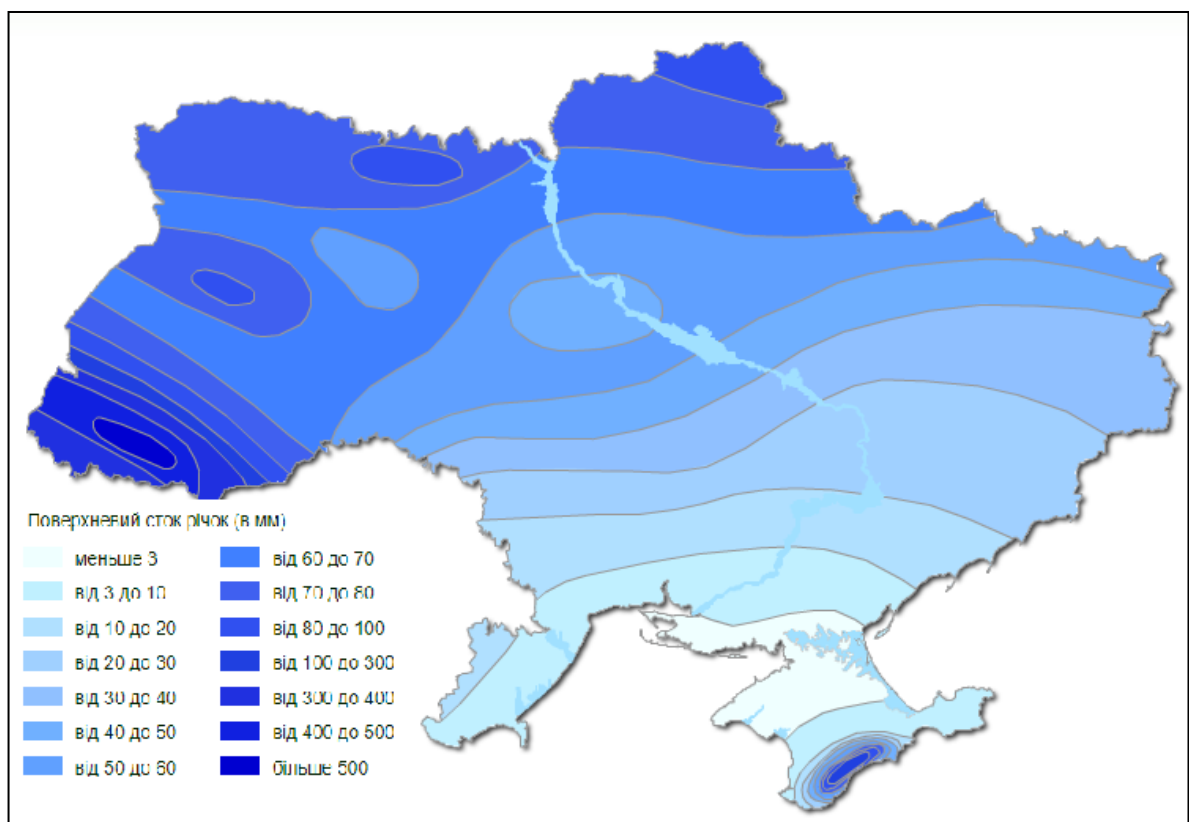 Поверхневий сток річок (в мм)
меньше 3
від 3 до 10
від 10 до 20
від 20 до 30
від 30 до 40
від 40 до 50
від 50 до 60
від 60 до 70
від 70 до 80
від 80 до 100
від 100 до 300
від 300 до 400
від 400 до 500
більше 500